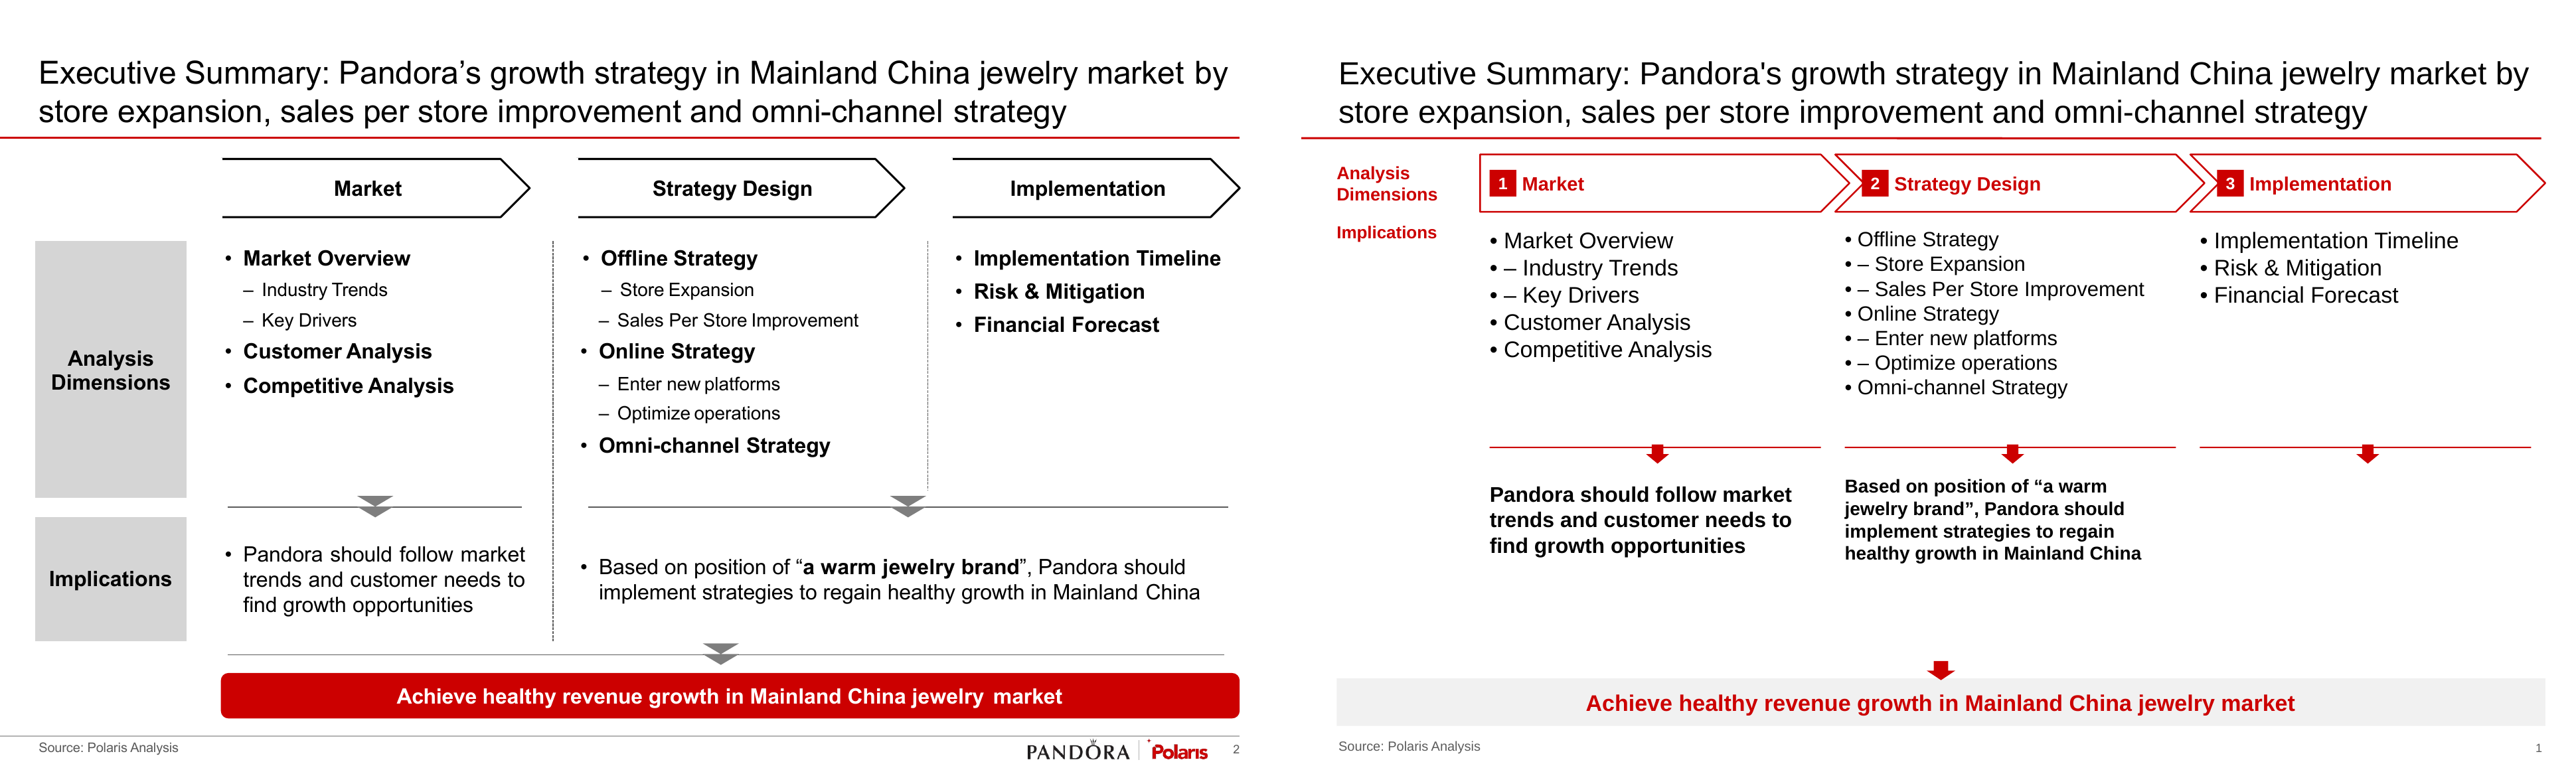 Executive Summary: Pandora’s growth strategy in Mainland China jewelry market by
store expansion, sales per store improvement and omni-channel strategy
Market
Strategy Design
Implementation
Analysis
Dimensions
• Market Overview
– Industry Trends
– Key Drivers
• Customer Analysis
• Competitive Analysis
• Offline Strategy
– Store Expansion
– Sales Per Store Improvement
• Online Strategy
– Enter new platforms
– Optimize operations
• Omni-channel Strategy
• Implementation Timeline
• Risk & Mitigation
• Financial Forecast
Implications
• Pandora should follow market
trends and customer needs to
find growth opportunities
• Based on position of “a warm jewelry brand”, Pandora should
implement strategies to regain healthy growth in Mainland China
Achieve healthy revenue growth in Mainland China jewelry market
Source: Polaris Analysis
PANDORA
Polaris
2
Executive Summary: Pandora's growth strategy in Mainland China jewelry market by
store expansion, sales per store improvement and omni-channel strategy
Analysis
Dimensions
Implications
1 Market
2 Strategy Design
3 Implementation
• Market Overview
• – Industry Trends
• – Key Drivers
• Customer Analysis
• Competitive Analysis
• Offline Strategy
• – Store Expansion
• – Sales Per Store Improvement
• Online Strategy
• – Enter new platforms
• – Optimize operations
• Omni-channel Strategy
• Implementation Timeline
• Risk & Mitigation
• Financial Forecast
Pandora should follow market
trends and customer needs to
find growth opportunities
Based on position of “a warm
jewelry brand”, Pandora should
implement strategies to regain
healthy growth in Mainland China
Achieve healthy revenue growth in Mainland China jewelry market
Source: Polaris Analysis
1